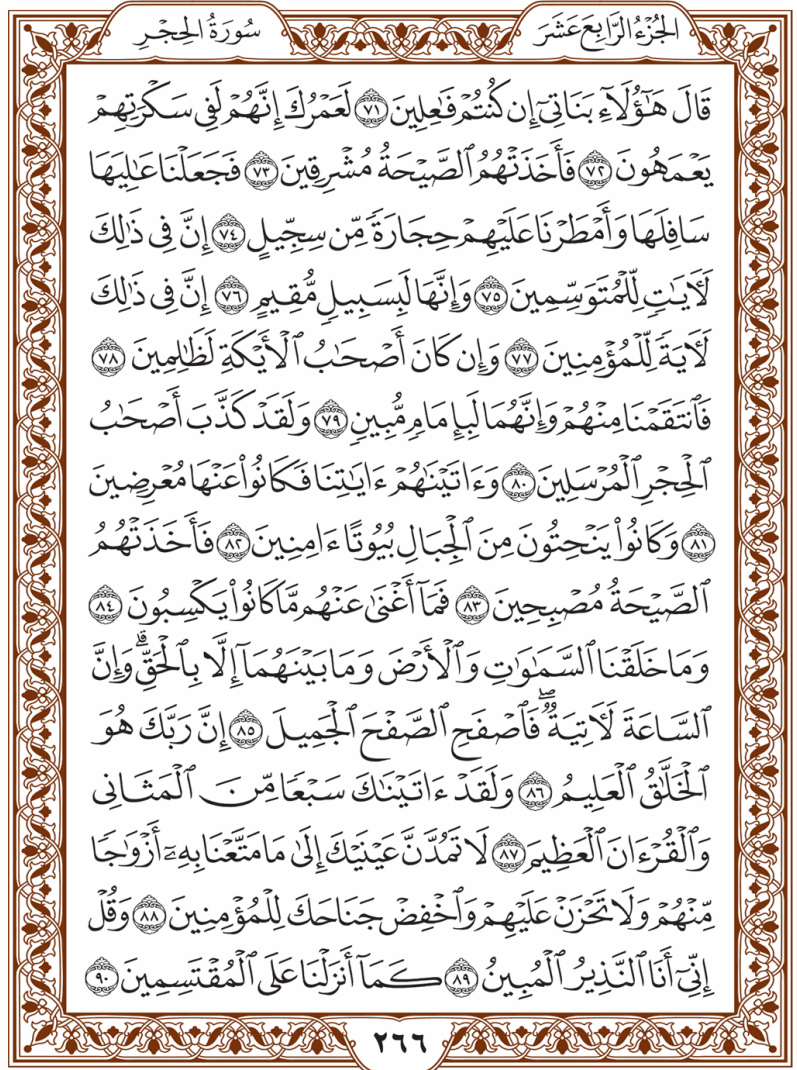 الجُزْءُ الرَّابِعَ عَشَرَ
سُورَةُ الحِجْرِ
قَالَ هَٰٓؤُلَآءِ بَنَاتِىٓ إِن كُنتُمْ فَٰعِلِينَ ٧١ لَعَمْرُكَ إِنَّهُمْ لَفِى سَكْرَتِهِمْ
يَعْمَهُونَ ٧٢ فَأَخَذَتْهُمُ ٱلصَّيْحَةُ مُشْرِقِينَ ٧٣ فَجَعَلْنَا عَٰلِيَهَا
سَافِلَهَا وَأَمْطَرْنَا عَلَيْهِمْ حِجَارَةً مِّن سِجِّيلٍ ٧٤ إِنَّ فِى ذَٰلِكَ
لَءَايَٰتٍ لِّلْمُتَوَسِّمِينَ ٧٥ وَإِنَّهَا لَبِسَبِيلٍ مُّقِيمٍ ٧٦ إِنَّ فِى ذَٰلِكَ
لَءَايَةً لِّلْمُؤْمِنِينَ ٧٧ وَإِن كَانَ أَصْحَٰبُ ٱلْأَيْكَةِ لَظَٰلِمِينَ ٧٨
فَٱنتَقَمْنَا مِنْهُمْ وَإِنَّهُمَا لَبِإِمَامٍ مُّبِينٍ ٧٩ وَلَقَدْ كَذَّبَ أَصْحَٰبُ
ٱلْحِجْرِ ٱلْمُرْسَلِينَ ٨٠ وَءَاتَيْنَٰهُمْ ءَايَٰتِنَا فَكَانُوا۟ عَنْهَا مُعْرِضِينَ
٨١ وَكَانُوا۟ يَنْحِتُونَ مِنَ ٱلْجِبَالِ بُيُوتًا ءَامِنِينَ ٨٢ فَأَخَذَتْهُمُ
ٱلصَّيْحَةُ مُصْبِحِينَ ٨٣ فَمَآ أَغْنَىٰ عَنْهُم مَّا كَانُوا۟ يَكْسِبُونَ ٨٤
وَمَا خَلَقْنَا ٱلسَّمَٰوَٰتِ وَٱلْأَرْضَ وَمَا بَيْنَهُمَآ إِلَّا بِٱلْحَقِّ ۗ وَإِنَّ
ٱلسَّاعَةَ لَءَاتِيَةٌ ۖ فَٱصْفَحِ ٱلصَّفْحَ ٱلْجَمِيلَ ٨٥ إِنَّ رَبَّكَ هُوَ
ٱلْخَلَّٰقُ ٱلْعَلِيمُ ٨٦ وَلَقَدْ ءَاتَيْنَٰكَ سَبْعًا مِّنَ ٱلْمَثَانِى
وَٱلْقُرْءَانَ ٱلْعَظِيمَ ٨٧ لَا تَمُدَّنَّ عَيْنَيْكَ إِلَىٰ مَا مَتَّعْنَا بِهِۦٓ أَزْوَٰجًا
مِّنْهُمْ وَلَا تَحْزَنْ عَلَيْهِمْ وَٱخْفِضْ جَنَاحَكَ لِلْمُؤْمِنِينَ ٨٨ وَقُلْ
إِنِّىٓ أَنَا ٱلنَّذِيرُ ٱلْمُبِينُ ٨٩ كَمَآ أَنزَلْنَا عَلَى ٱلْمُقْتَسِمِينَ ٩٠
٢٦٦